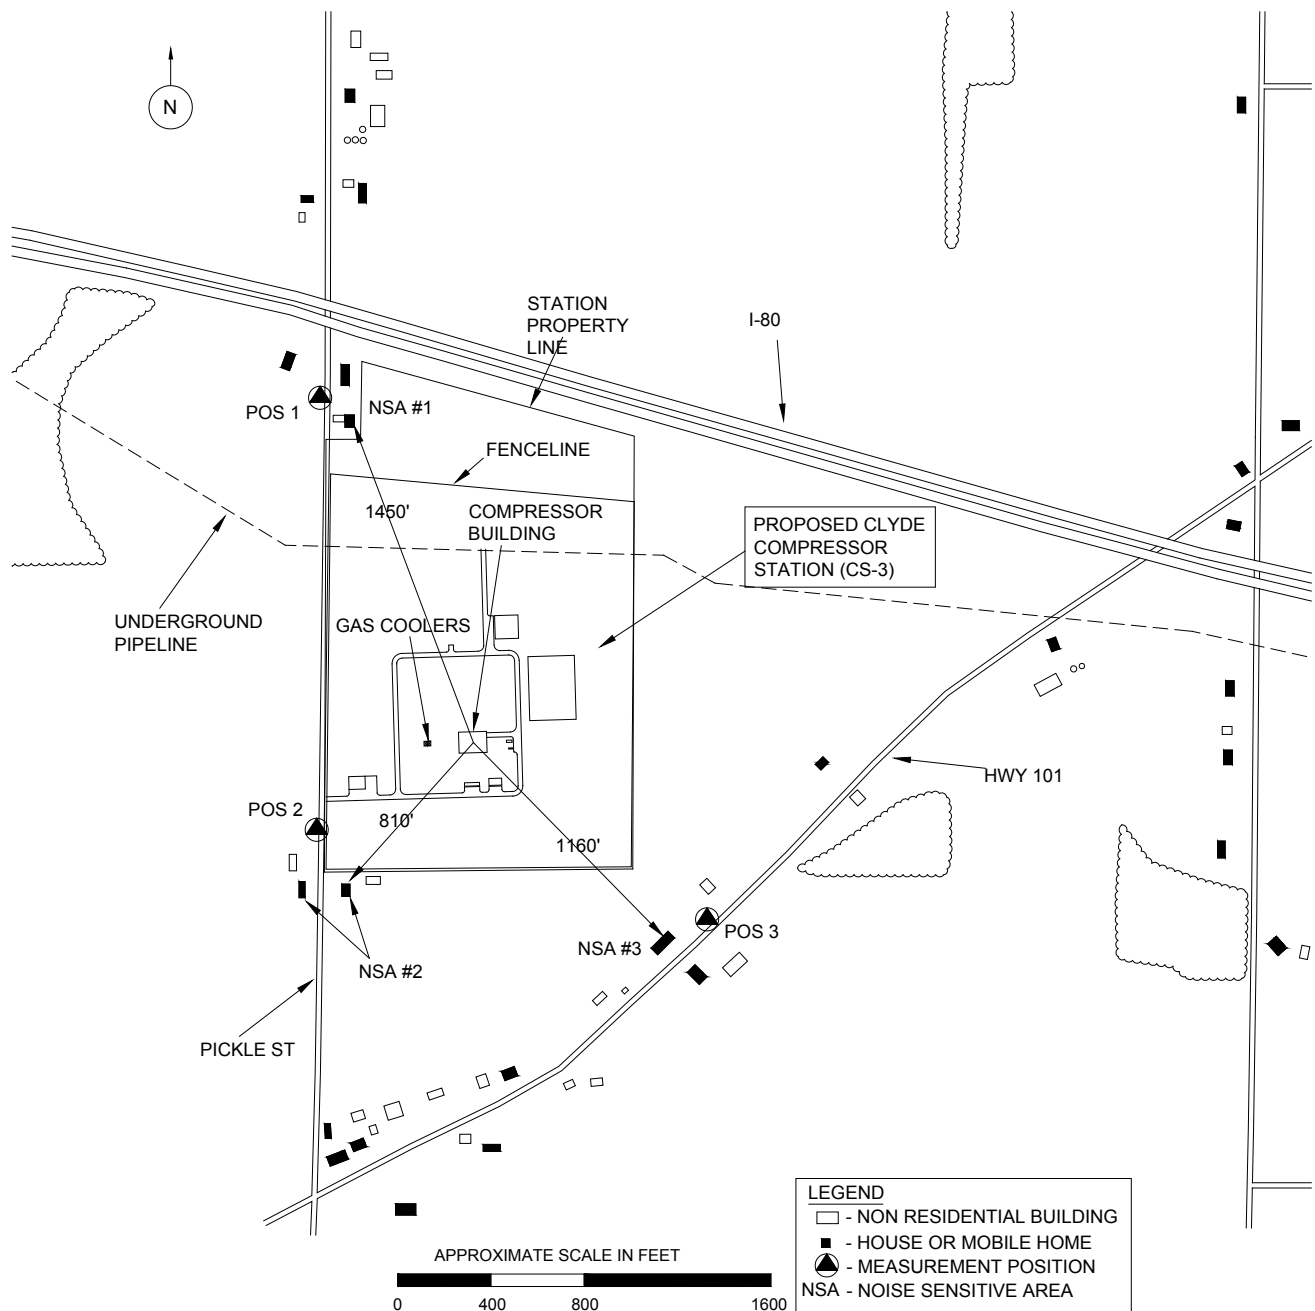 N
STATION
PROPERTY
LINE
I-80
POS 1
NSA #1
FENCELINE
1450'
COMPRESSOR
BUILDING
PROPOSED CLYDE
COMPRESSOR
STATION (CS-3)
UNDERGROUND
PIPELINE
GAS COOLERS
HWY 101
POS 2
810'
1160'
POS 3
NSA #3
NSA #2
PICKLE ST
APPROXIMATE SCALE IN FEET
0 400 800 1600
LEGEND
- NON RESIDENTIAL BUILDING
- HOUSE OR MOBILE HOME
- MEASUREMENT POSITION
NSA - NOISE SENSITIVE AREA